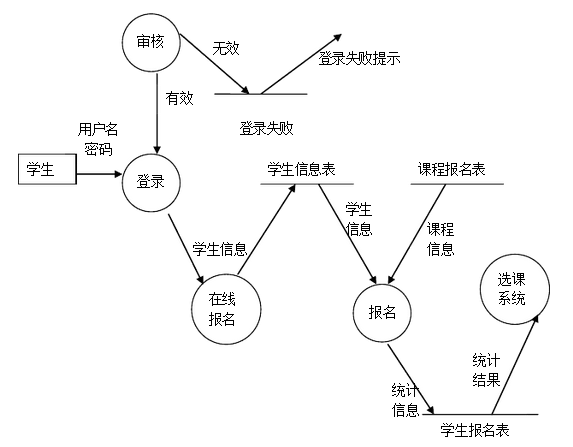 审核
无效
登录失败提示
有效
登录失败
用户名
密码
学生
登录
学生信息表
课程报名表
学生
信息
课程
信息
学生信息
在线
报名
报名
选课
系统
统计
结果
统计
信息
学生报名表